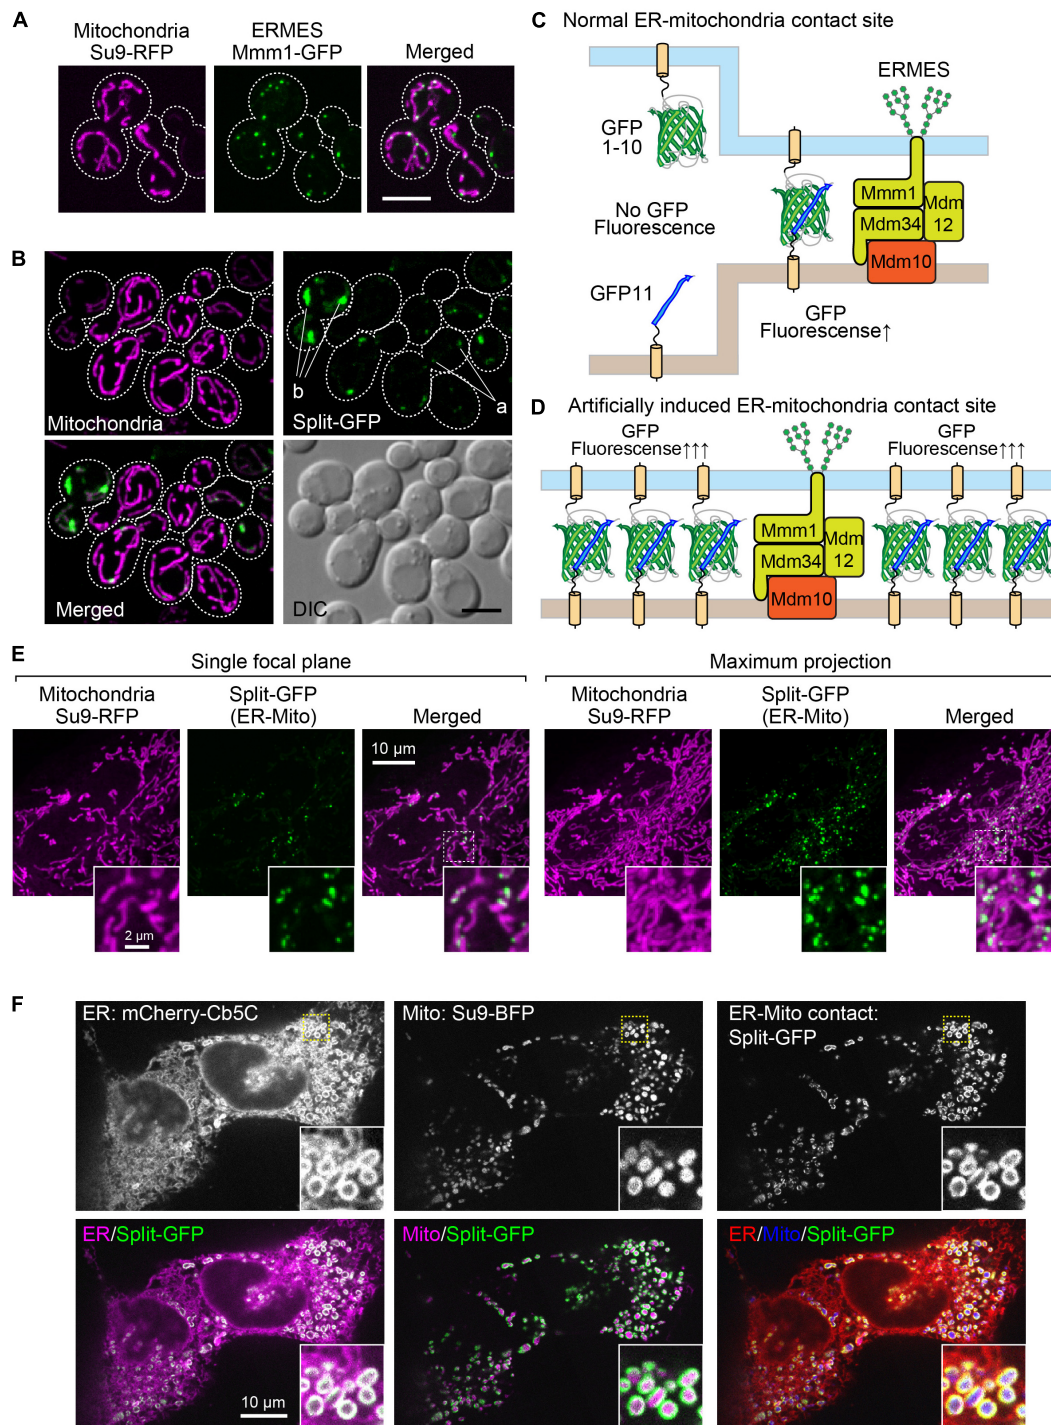 A
Mitochondria
Su9-RFP
ERMES
Mmm1-GFP
Merged
B
Mitochondria
Split-GFP
b
a
Merged
DIC
C Normal ER-mitochondria contact site
GFP
1-10
ERMES
No GFP
Fluorescence
Mmm1
Mdm
12
Mdm34
Mdm10
GFP11
GFP
Fluorescense↑
D Artificially induced ER-mitochondria contact site
GFP
Fluorescense↑↑↑
GFP
Fluorescense↑↑↑
Mmm1
Mdm
12
Mdm34
Mdm10
E
Single focal plane
Maximum projection
Mitochondria
Su9-RFP
Split-GFP
(ER-Mito)
Merged
Mitochondria
Su9-RFP
Split-GFP
(ER-Mito)
Merged
10 µm
2 µm
F
ER: mCherry-Cb5C
Mito: Su9-BFP
ER-Mito contact:
Split-GFP
ER/Split-GFP
Mito/Split-GFP
ER/Mito/Split-GFP
10 µm